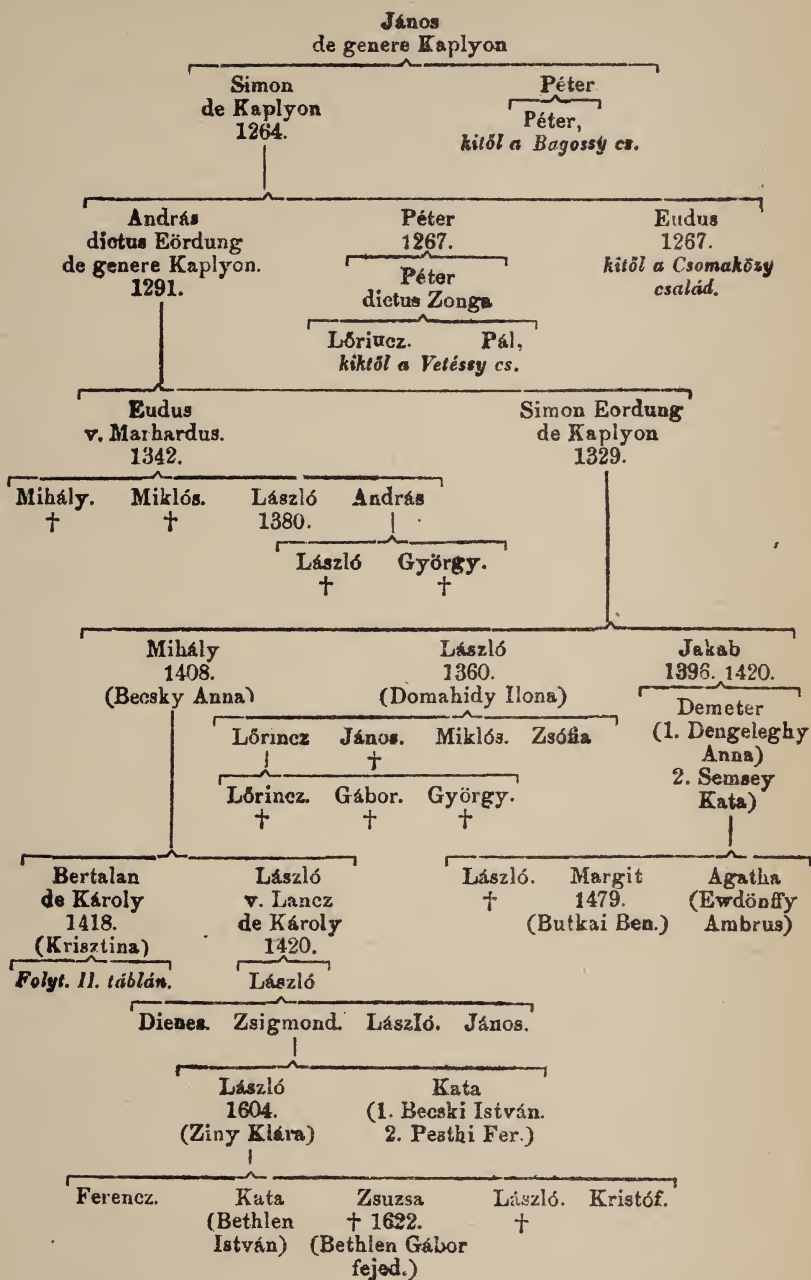 János
de genere Kaplyon
Simon
de Kaplyon
1264.
Péter
Péter,
kitől a Bagossy cs.
András
dictus Eördung
de genere Kaplyon.
1291.
Péter
1267.
Péter
dictus Zonga
Lőrincz. Pál,
kiktől a Vetéssy cs.
Eudus
1267.
kitől a Csomaközy
család.
Eudus
v. Marhardus.
1342.
Simon Eordung
de Kaplyon
1329.
Mihály. Miklós. László András
† † 1380.
László György.
† †
Mihály
1408.
(Becsky Anna)
László
1360.
(Domahidy Ilona)
Jakab
1396. 1420.
Lőrincz János. Miklós. Zsófia
†
Lőrincz. Gábor. György.
† † †
Demeter
(1. Dengeleghy
Anna)
2. Semsey
Kata)
Bertalan
de Károly
1418.
(Krisztina)
Folyt. II. táblán.
László
v. Lancz
de Károly
1420.
László
László. Margit Agatha
† 1479. (Ewdönffy
(Butkai Ben.) Ambrus)
Dienes. Zsigmond. László. János.
László
1604.
(Ziny Klára)
Kata
(1. Becski István.
2. Pesthi Fer.)
Ferencz. Kata Zsuzsa László. Kristóf.
(Bethlen † 1622. †
István) (Bethlen Gábor
fejed.)